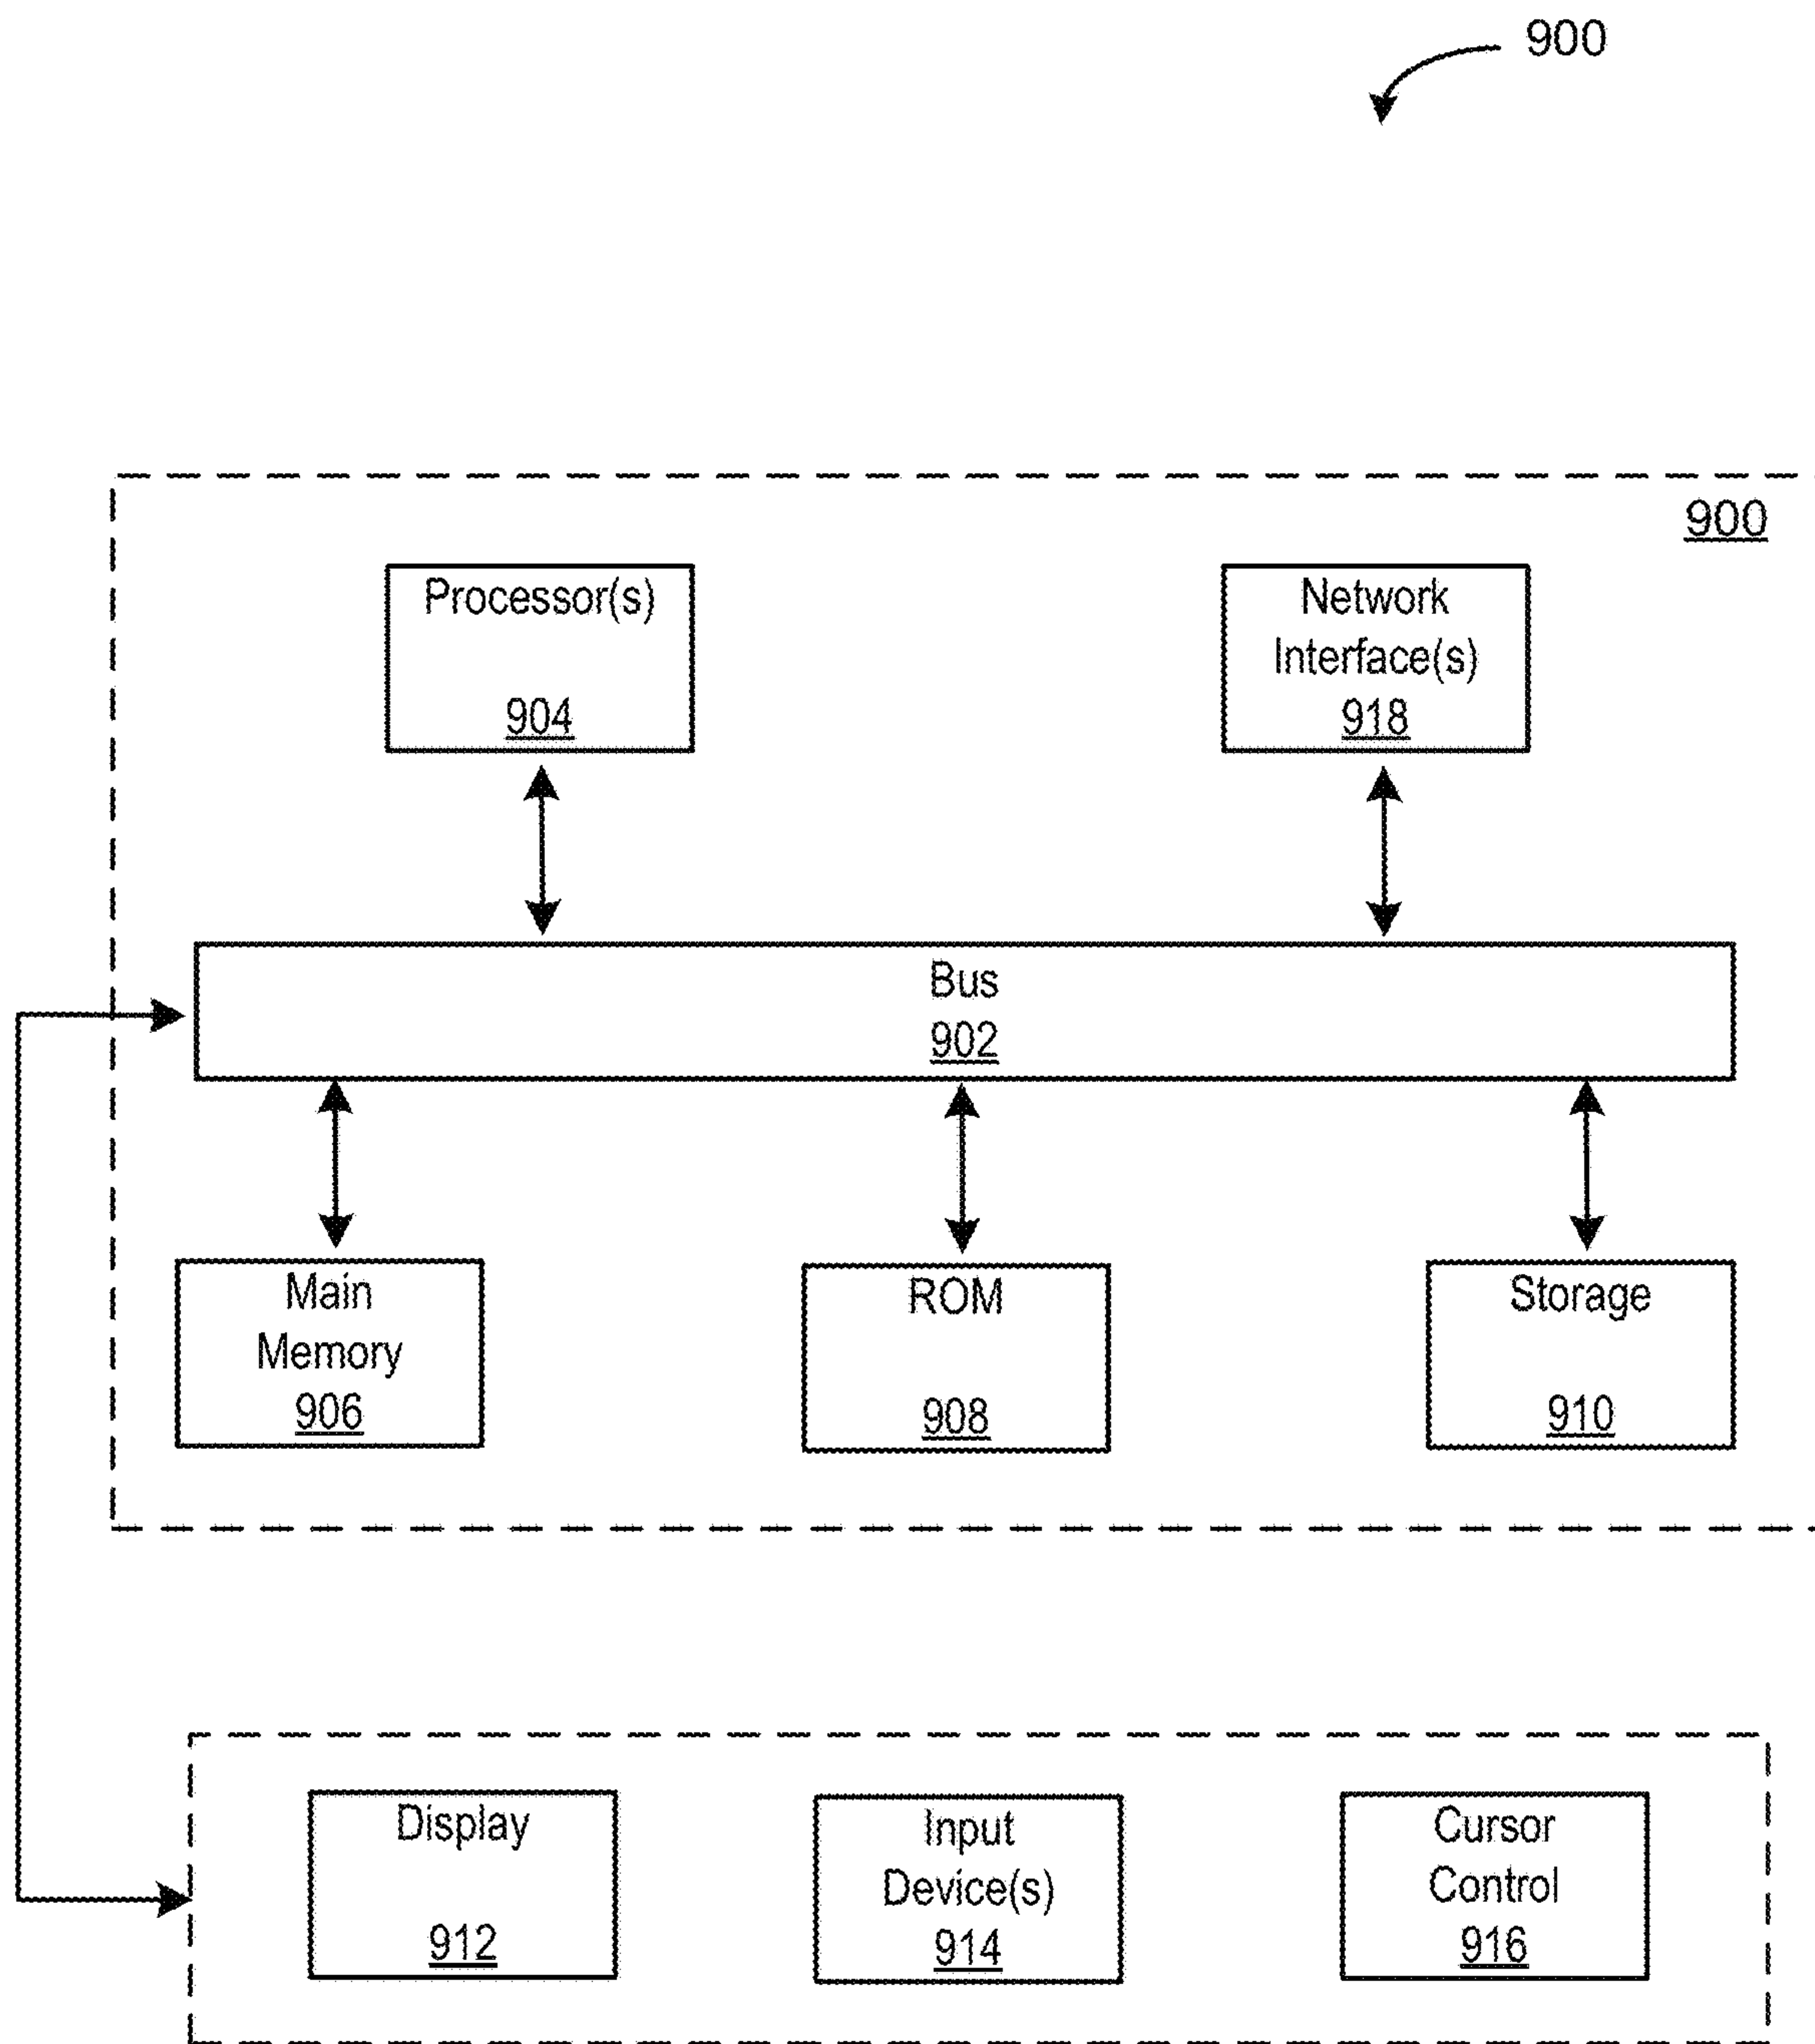 900
900
Processor(s)
904
Network
Interface(s)
918
Bus
902
Main
Memory
906
ROM
908
Storage
910
Display
912
Input
Device(s)
914
Cursor
Control
916